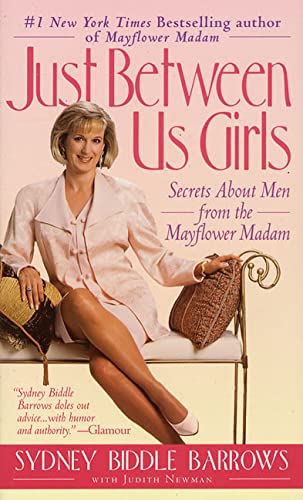 #1 New York Times Bestselling author
of Mayflower Madam
Just Between
Us Girls
Secrets About Men
from the
Mayflower Madam
"Sydney Biddle
Barrows doles out
advice...with humor
and authority."—Glamour
SYDNEY BIDDLE BARROWS
WITH JUDITH NEWMAN